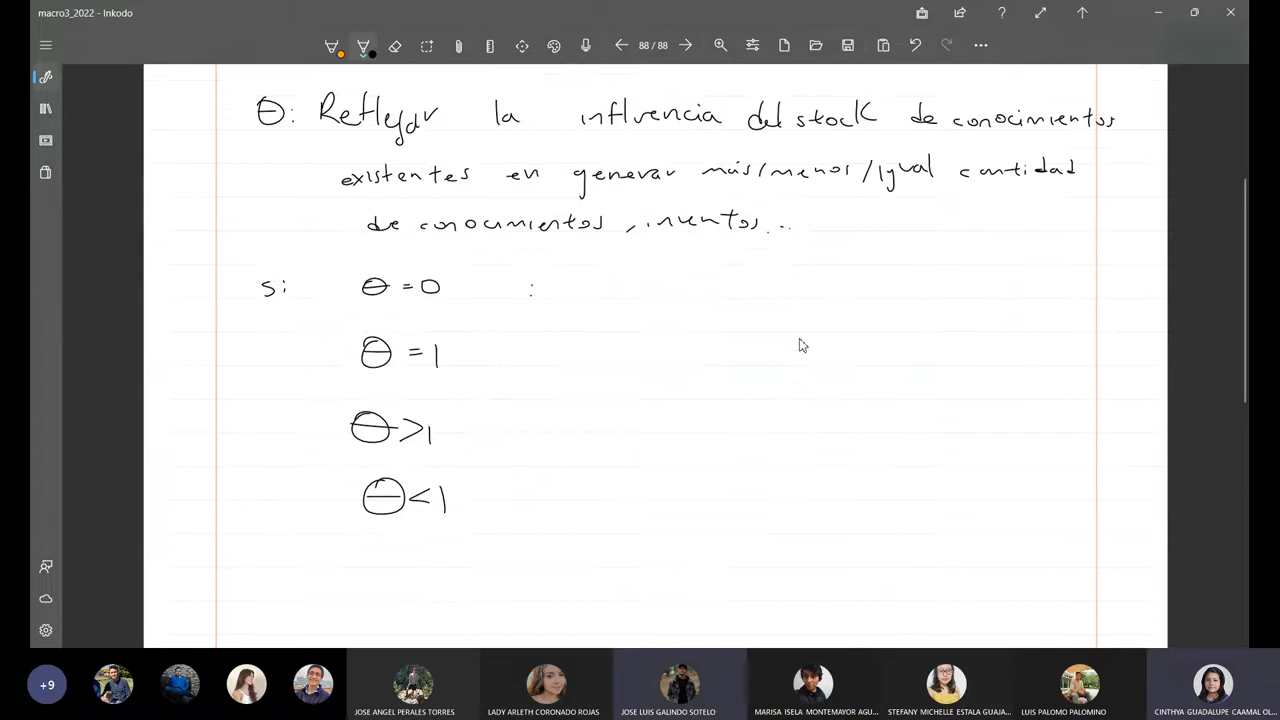 macro3_2022 - Inkodo
88 / 88
Θ: Reflejar la influencia del stock de conocimientos
existentes en generar más/menos/igual cantidad
de conocimientos, inventos...
Si Θ = 0 :
Θ = 1
Θ > 1
Θ < 1
+9
JOSE ANGEL PERALES TORRES
LADY ARLETH CORONADO ROJAS
JOSE LUIS GALINDO SOTELO
MARISA ISELA MONTEMAYOR AGU...
STEFANY MICHELLE ESTALA GUAJA...
LUIS PALOMO PALOMINO
CINTHYA GUADALUPE CAAMAL OL...